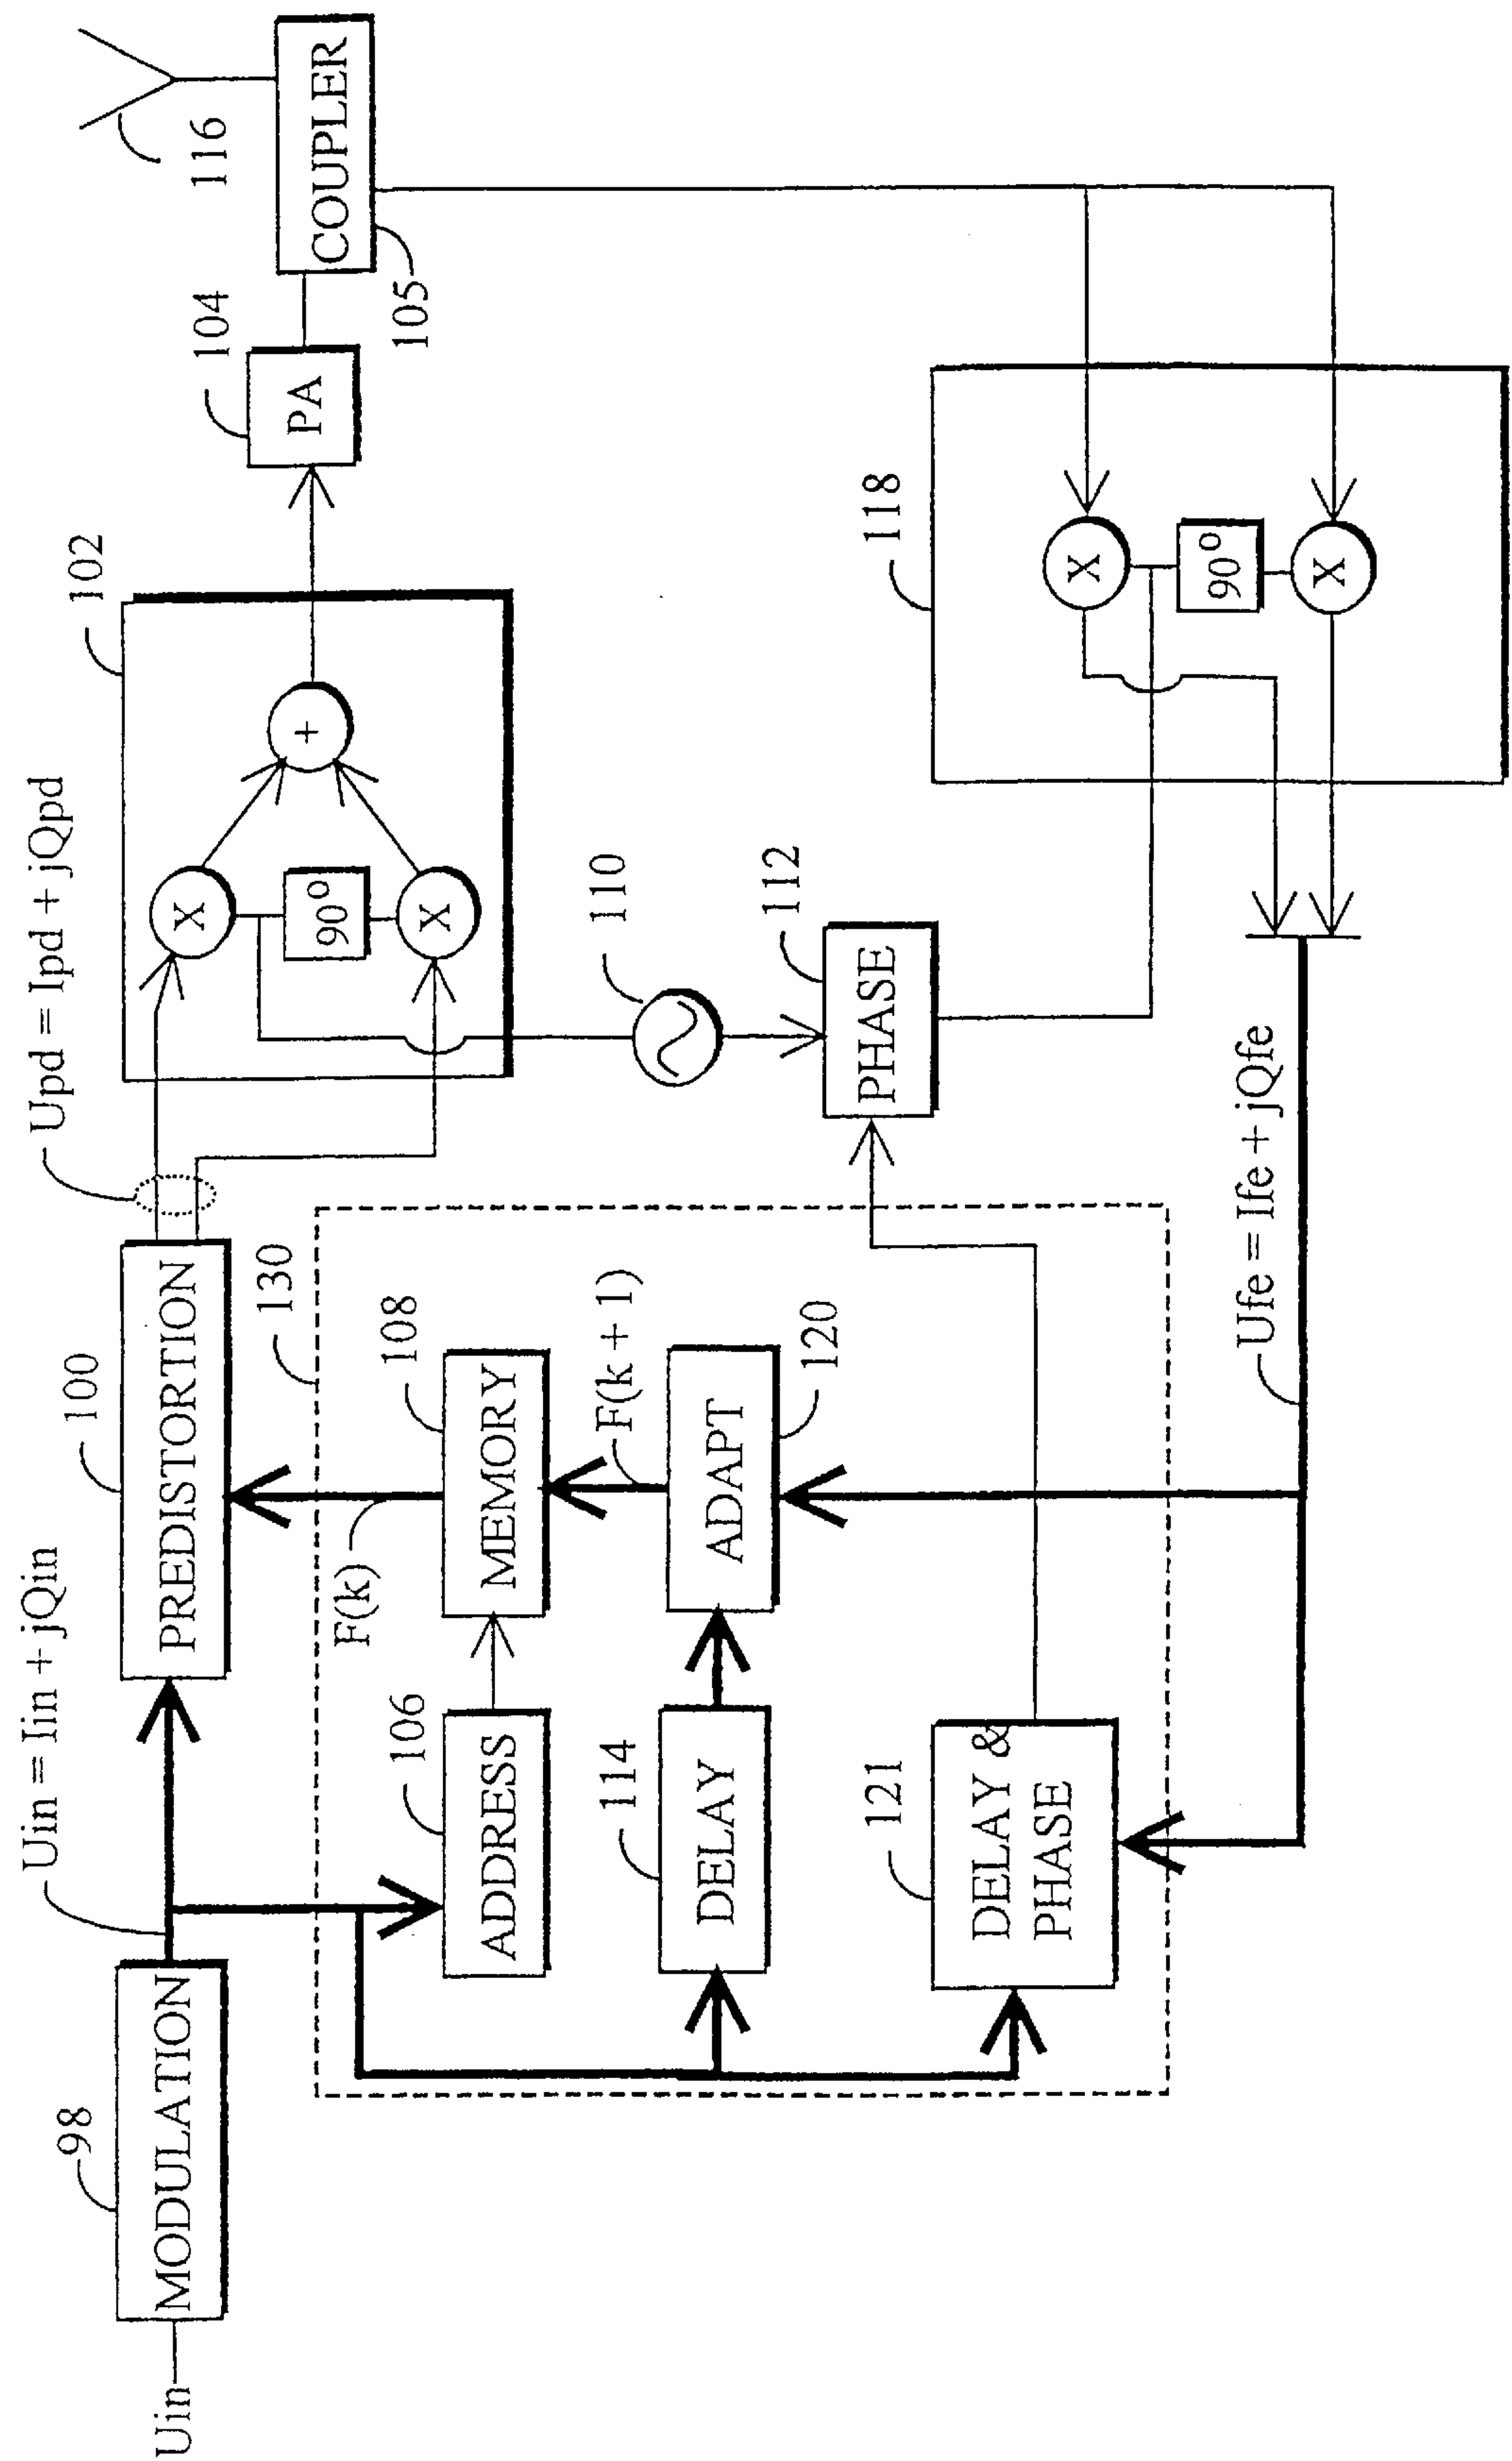 Uin
MODULATION
98
Uin = Iin + jQin
PREDISTORTION
100
Upd = Ipd + jQpd
X
90°
X
+
102
PA
104
COUPLER
105
116
130
F(k)
ADDRESS
106
MEMORY
108
F(k + 1)
DELAY
114
ADAPT
120
DELAY &
PHASE
121
110
PHASE
112
118
X
90°
X
Ufe = Ife + jQfe